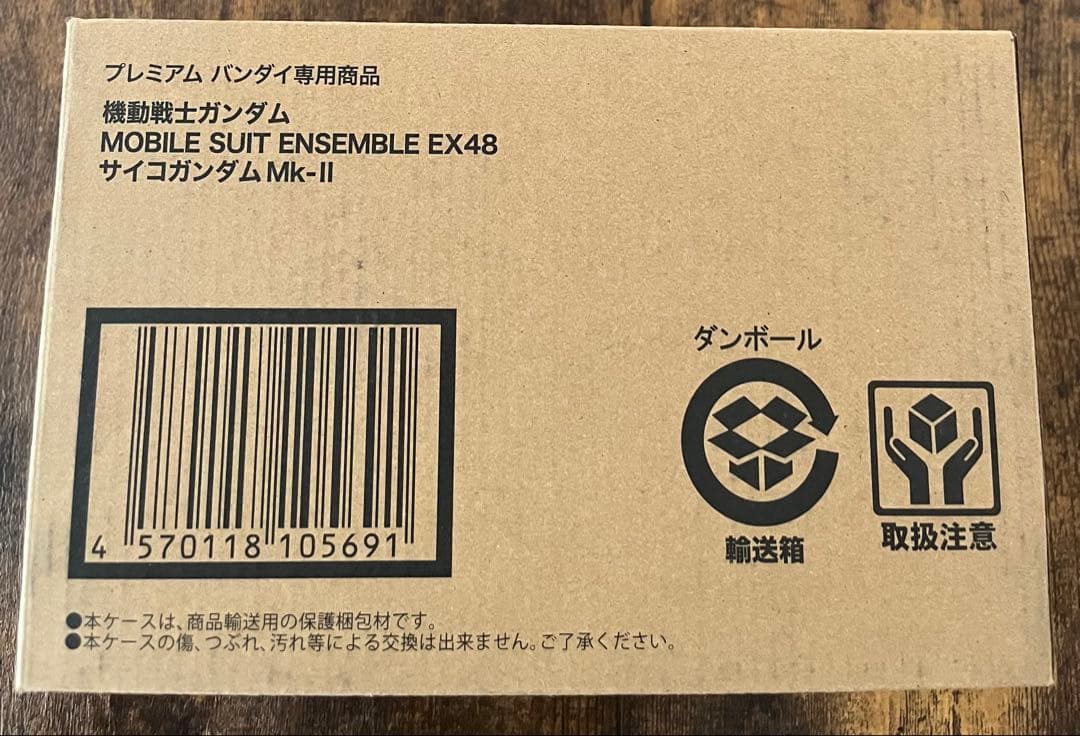 プレミアム バンダイ専用商品
機動戦士ガンダム
MOBILE SUIT ENSEMBLE EX48
サイコガンダムMk-II
ダンボール
輸送箱
取扱注意
4 570118 105691
●本ケースは、商品輸送用の保護梱包材です。
●本ケースの傷、つぶれ、汚れ等による交換は出来ません。ご了承ください。